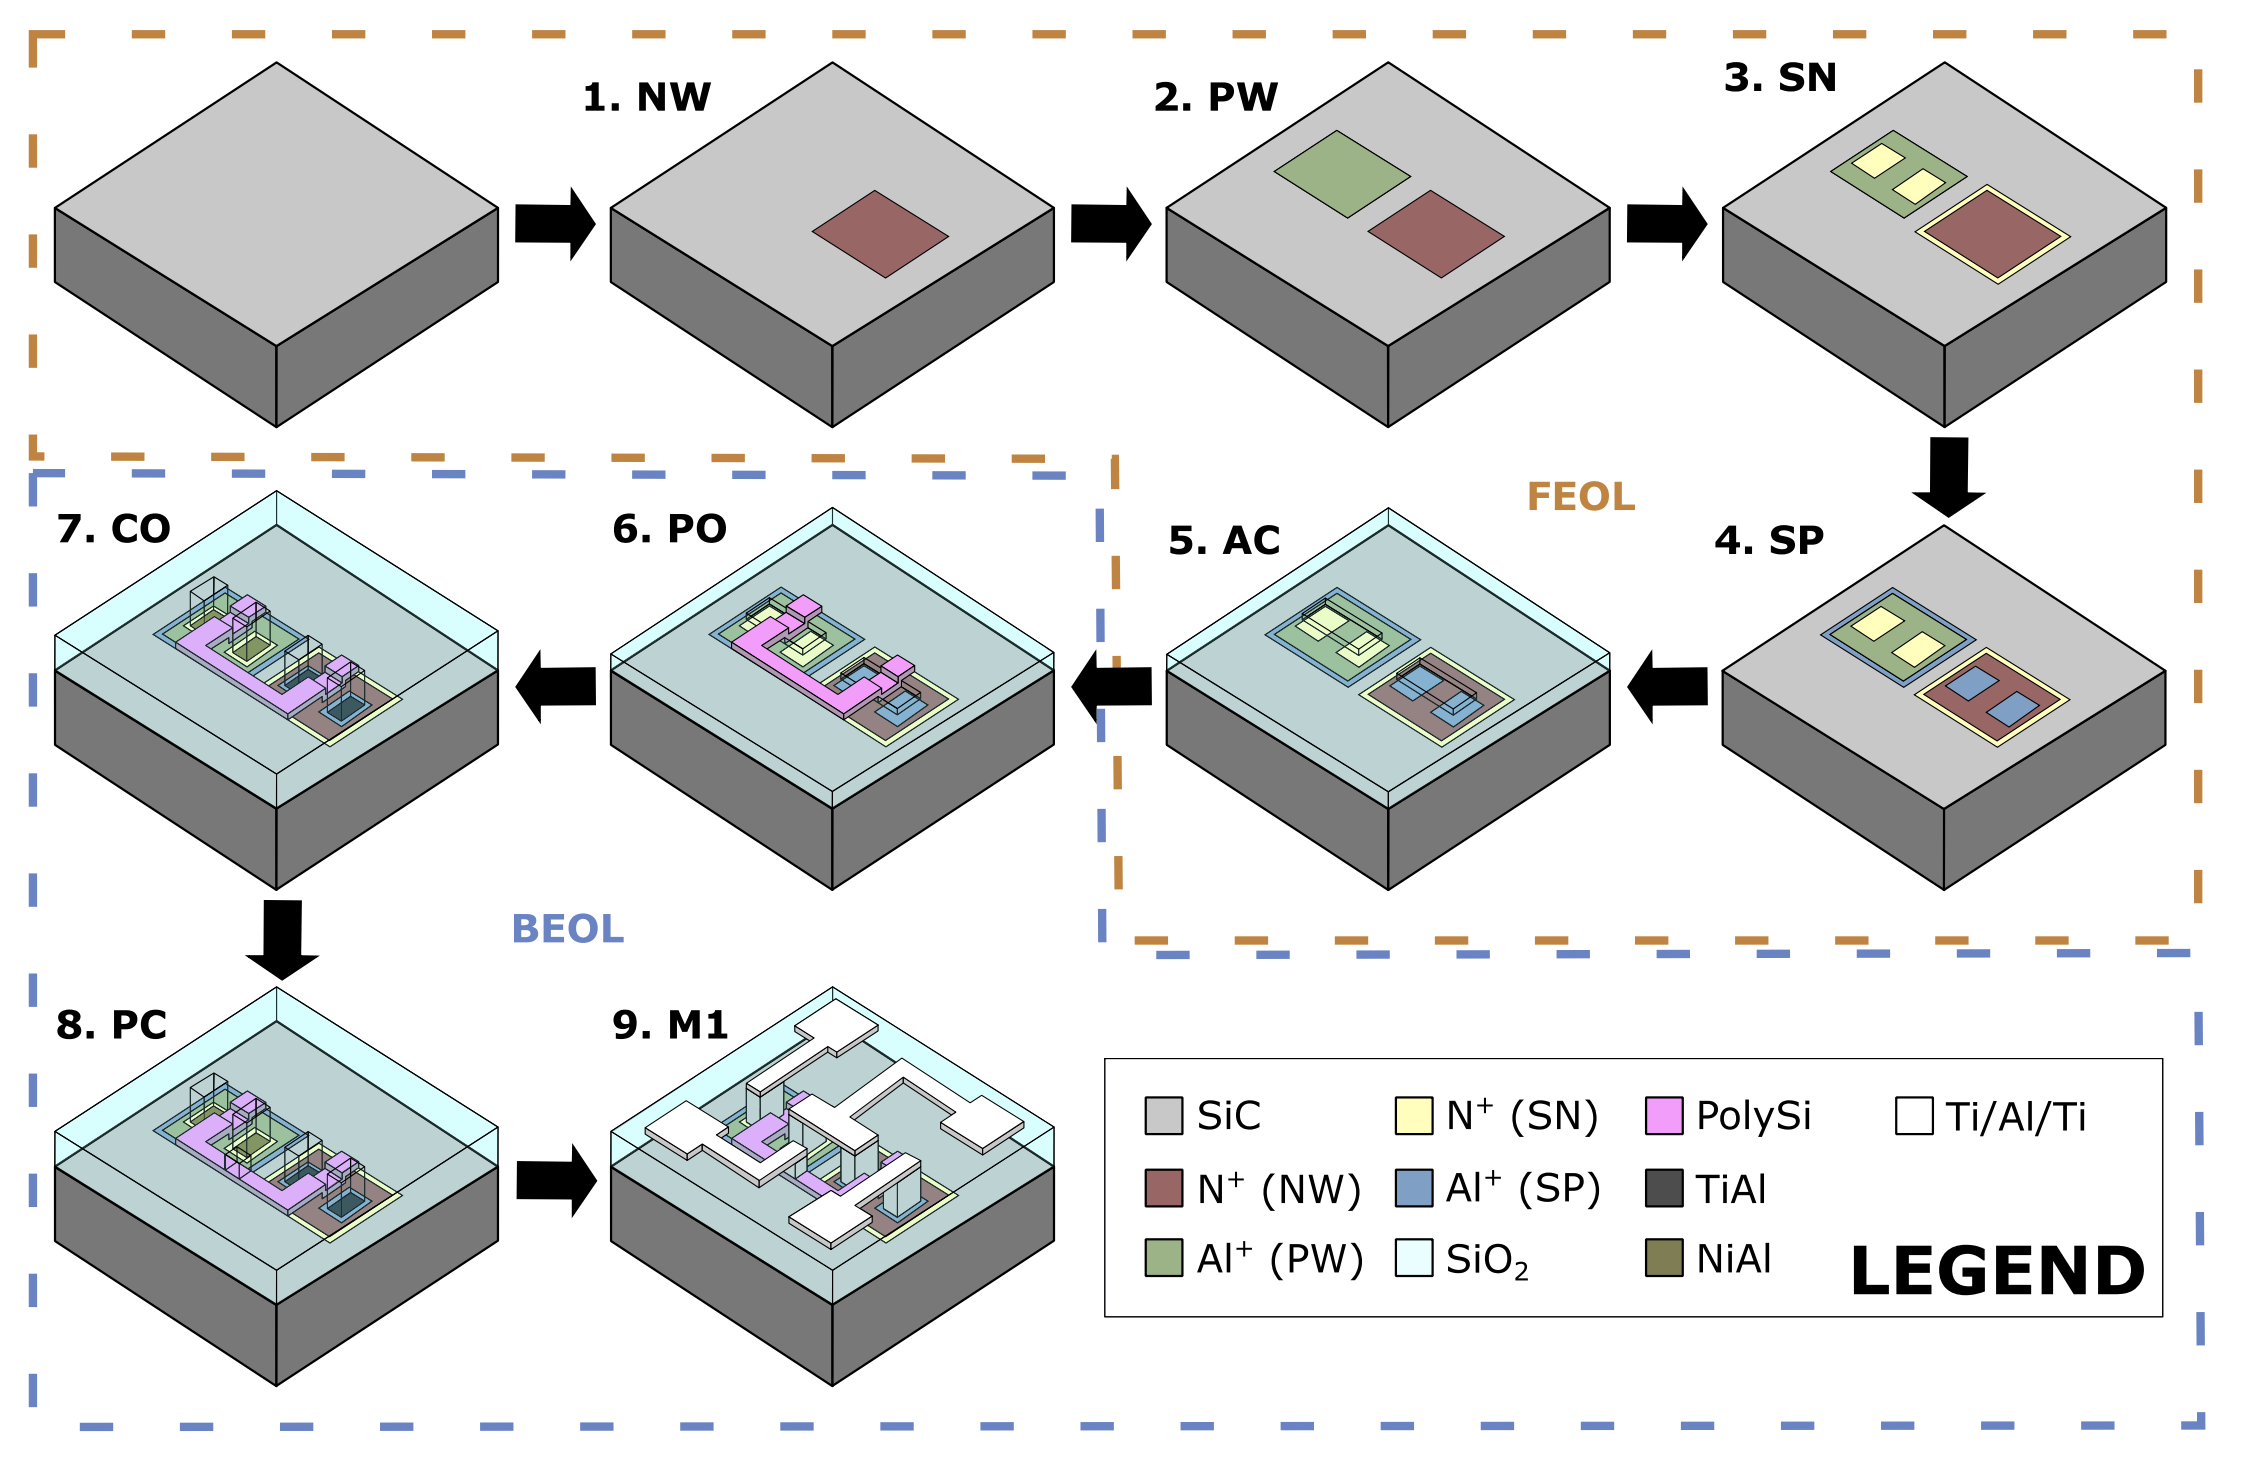 1. NW
2. PW
3. SN
FEOL
7. CO
6. PO
5. AC
4. SP
BEOL
8. PC
9. M1
SiC
N⁺ (SN)
PolySi
Ti/Al/Ti
N⁺ (NW)
Al⁺ (SP)
TiAl
Al⁺ (PW)
SiO₂
NiAl
LEGEND